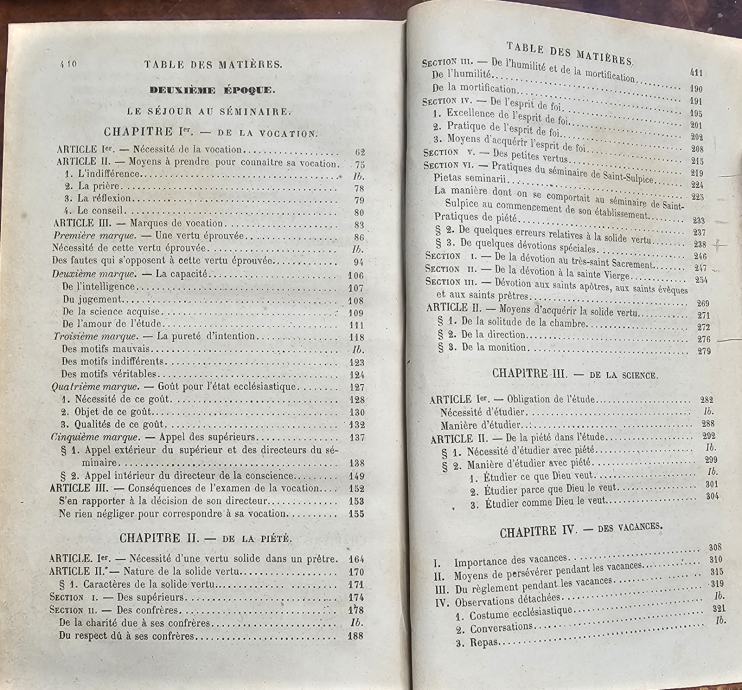 410 TABLE DES MATIÈRES.
DEUXIÈME ÉPOQUE.
LE SÉJOUR AU SÉMINAIRE.
CHAPITRE Ier. — DE LA VOCATION.
ARTICLE Ier. — Nécessité de la vocation. 62
ARTICLE II. — Moyens à prendre pour connaître sa vocation. 75
1. L'indifférence. Ib.
2. La prière. 78
3. La réflexion. 79
4. Le conseil. 80
ARTICLE III. — Marques de vocation. 83
Première marque. — Une vertu éprouvée. 86
Nécessité de cette vertu éprouvée. Ib.
Des fautes qui s'opposent à cette vertu éprouvée. 94
Deuxième marque. — La capacité. 106
De l'intelligence. 107
Du jugement. 108
De la science acquise. 109
De l'amour de l'étude. 111
Troisième marque. — La pureté d'intention. 118
Des motifs mauvais. Ib.
Des motifs indifférents. 123
Des motifs véritables. 124
Quatrième marque. — Goût pour l'état ecclésiastique. 127
1. Nécessité de ce goût. 128
2. Objet de ce goût. 130
3. Qualités de ce goût. 132
Cinquième marque. — Appel des supérieurs. 137
§ 1. Appel extérieur du supérieur et des directeurs du sé-
minaire. 138
§ 2. Appel intérieur du directeur de la conscience. 149
ARTICLE III. — Conséquences de l'examen de la vocation. 152
S'en rapporter à la décision de son directeur. 153
Ne rien négliger pour correspondre à sa vocation. 155
CHAPITRE II. — DE LA PIÉTÉ.
ARTICLE. Ier. — Nécessité d'une vertu solide dans un prêtre. 164
ARTICLE II. — Nature de la solide vertu. 170
§ 1. Caractères de la solide vertu. 171
SECTION I. — Des supérieurs. 174
SECTION II. — Des confrères. 178
De la charité due à ses confrères. Ib.
Du respect dû à ses confrères. 188
TABLE DES MATIÈRES. 411
SECTION III. — De l'humilité et de la mortification. 190
De l'humilité. 191
De la mortification. 195
SECTION IV. — De l'esprit de foi. 201
1. Excellence de l'esprit de foi. 202
2. Pratique de l'esprit de foi. 208
3. Moyens d'acquérir l'esprit de foi. 215
SECTION V. — Des petites vertus. 219
SECTION VI. — Pratiques du séminaire de Saint-Sulpice. 224
Pietas seminarii. 225
La manière dont on se comportait au séminaire de Saint-
Sulpice au commencement de son établissement. 233
Pratiques de piété. 237
§ 2. De quelques erreurs relatives à la solide vertu. 238
§ 3. De quelques dévotions spéciales. 246
SECTION I. — De la dévotion au très-saint Sacrement. 247
SECTION II. — De la dévotion à la sainte Vierge. 254
SECTION III. — Dévotion aux saints apôtres, aux saints évêques
et aux saints prêtres. 269
ARTICLE II. — Moyens d'acquérir la solide vertu. 271
§ 1. De la solitude de la chambre. 272
§ 2. De la direction. 276
§ 3. De la monition. 279
CHAPITRE III. — DE LA SCIENCE.
ARTICLE Ier. — Obligation de l'étude. 282
Nécessité d'étudier. Ib.
Manière d'étudier. 288
ARTICLE II. — De la piété dans l'étude. 292
§ 1. Nécessité d'étudier avec piété. Ib.
§ 2. Manière d'étudier avec piété. 299
1. Étudier ce que Dieu veut. Ib.
2. Étudier parce que Dieu le veut. 301
3. Étudier comme Dieu le veut. 304
CHAPITRE IV. — DES VACANCES.
I. Importance des vacances. 308
II. Moyens de persévérer pendant les vacances. 310
III. Du règlement pendant les vacances. 315
IV. Observations détachées. 319
1. Costume ecclésiastique. Ib.
2. Conversations. 321
3. Repas. Ib.